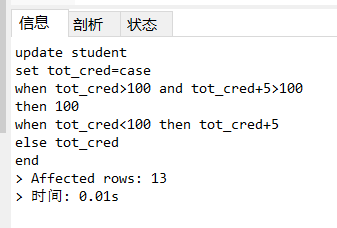 信息 剖析 状态
update student
set tot_cred=case
when tot_cred>100 and tot_cred+5>100
then 100
when tot_cred<100 then tot_cred+5
else tot_cred
end
> Affected rows: 13
> 时间: 0.01s